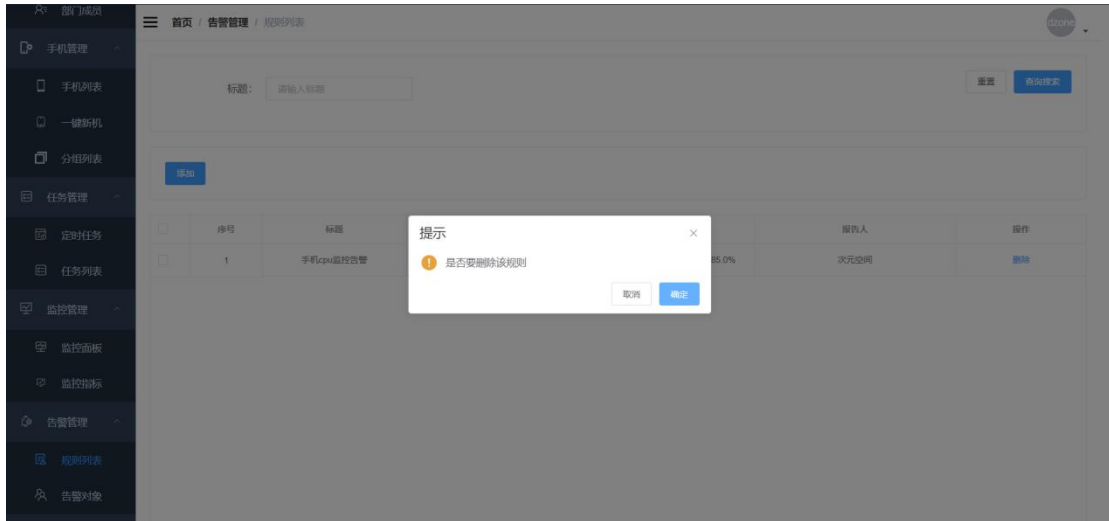 部门成员
首页 / 告警管理 / 规则列表
dzone
手机管理
手机列表
标题：
请输入标题
重置
查询搜索
一键新机
分组列表
添加
任务管理
定时任务
任务列表
序号
标题
报告人
操作
1
手机cpu监控告警
85.0%
次元空间
删除
提示
是否要删除该规则
取消
确定
监控管理
监控面板
监控指标
告警管理
规则列表
告警对象